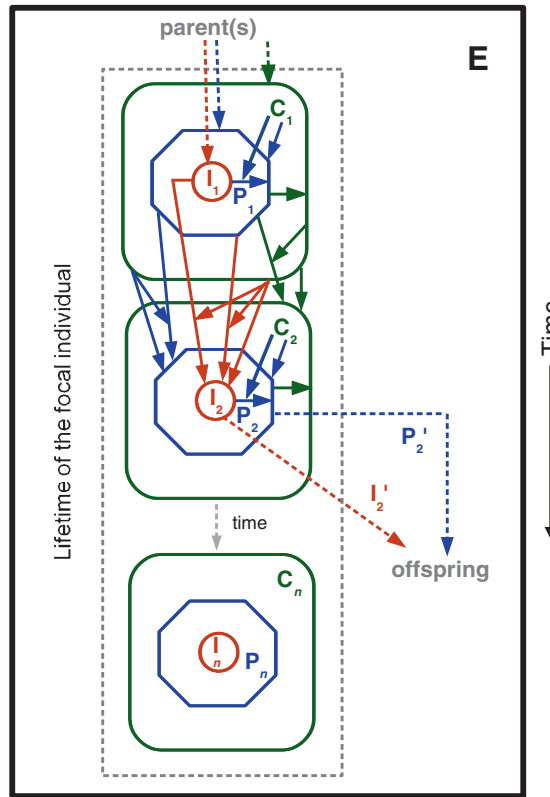 parent(s)
E
C₁
I₁
P₁
Lifetime of the focal individual
Time
C₂
I₂
P₂
P₂'
I₂'
time
offspring
Cₙ
Iₙ
Pₙ